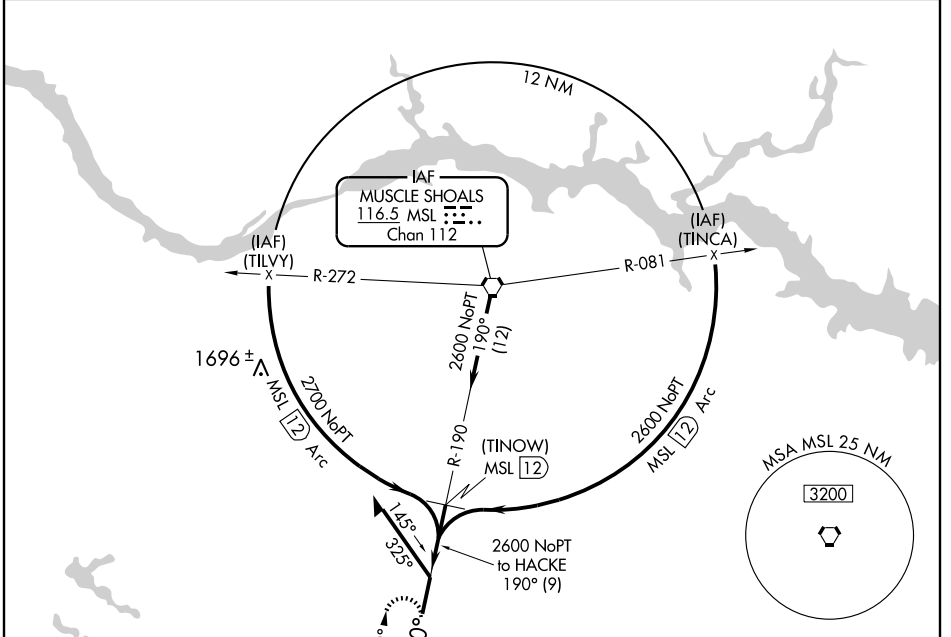 12 NM
IAF
MUSCLE SHOALS
116.5 MSL
Chan 112
(IAF)
(TILVY)
R-272
(IAF)
(TINCA)
R-081
2600 NoPT
190°
(12)
1696 ±
2700 NoPT
MSL 12 Arc
2600 NoPT
MSL 12 Arc
R-190
(TINOW)
MSL 12
145°
325°
2600 NoPT
to HACKE
190° (9)
MSA MSL 25 NM
3200